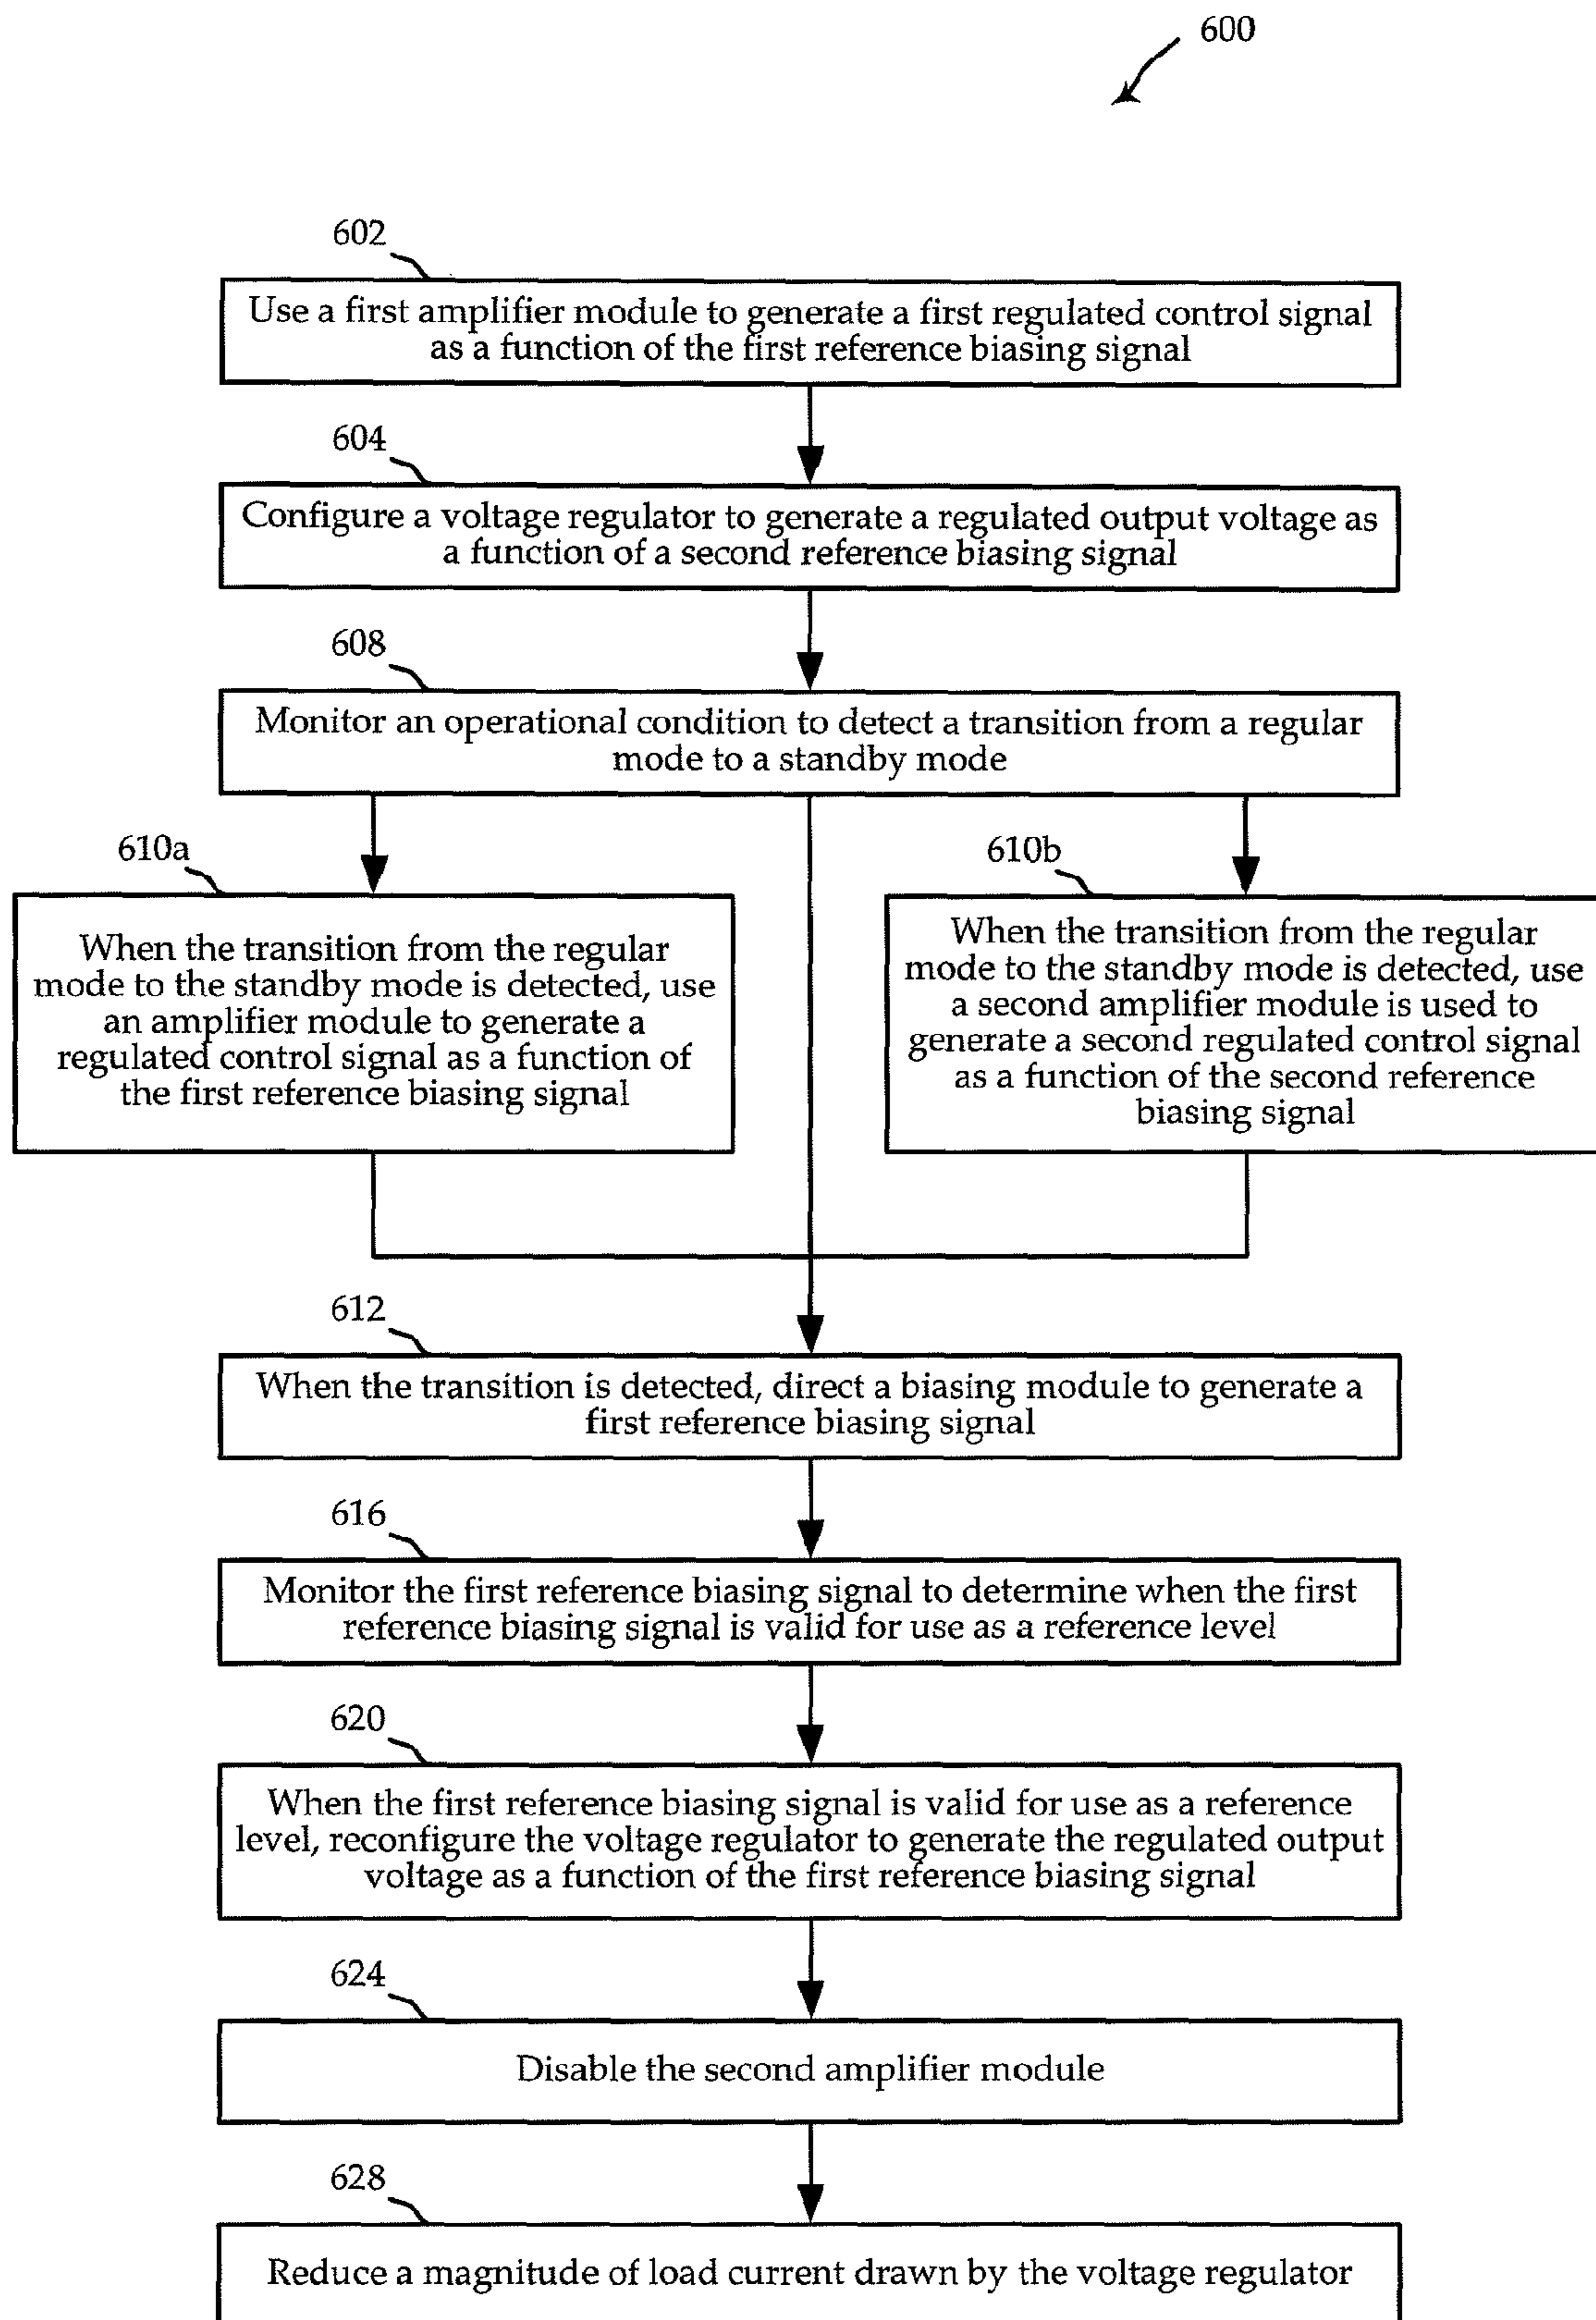 600
602
Use a first amplifier module to generate a first regulated control signal
as a function of the first reference biasing signal
604
Configure a voltage regulator to generate a regulated output voltage as
a function of a second reference biasing signal
608
Monitor an operational condition to detect a transition from a regular
mode to a standby mode
610a
When the transition from the regular
mode to the standby mode is detected, use
an amplifier module to generate a
regulated control signal as a function of
the first reference biasing signal
610b
When the transition from the regular
mode to the standby mode is detected, use
a second amplifier module is used to
generate a second regulated control signal
as a function of the second reference
biasing signal
612
When the transition is detected, direct a biasing module to generate a
first reference biasing signal
616
Monitor the first reference biasing signal to determine when the first
reference biasing signal is valid for use as a reference level
620
When the first reference biasing signal is valid for use as a reference
level, reconfigure the voltage regulator to generate the regulated output
voltage as a function of the first reference biasing signal
624
Disable the second amplifier module
628
Reduce a magnitude of load current drawn by the voltage regulator